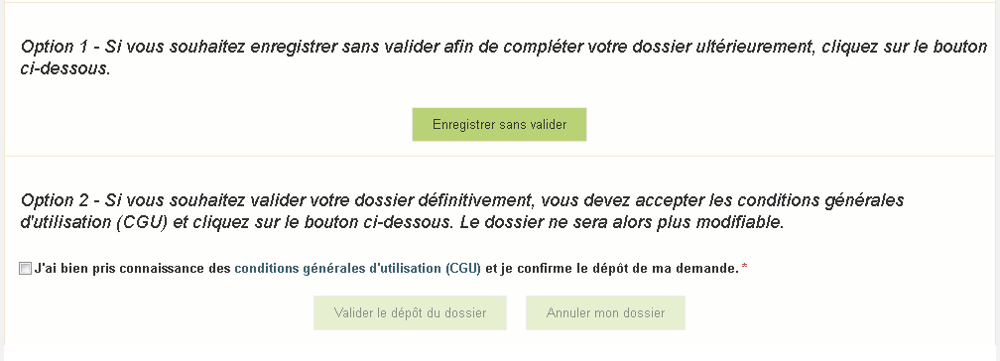 Option 1 - Si vous souhaitez enregistrer sans valider afin de compléter votre dossier ultérieurement, cliquez sur le bouton
ci-dessous.
Enregistrer sans valider
Option 2 - Si vous souhaitez valider votre dossier définitivement, vous devez accepter les conditions générales
d'utilisation (CGU) et cliquez sur le bouton ci-dessous. Le dossier ne sera alors plus modifiable.
J'ai bien pris connaissance des conditions générales d'utilisation (CGU) et je confirme le dépôt de ma demande. *
Valider le dépôt du dossier Annuler mon dossier